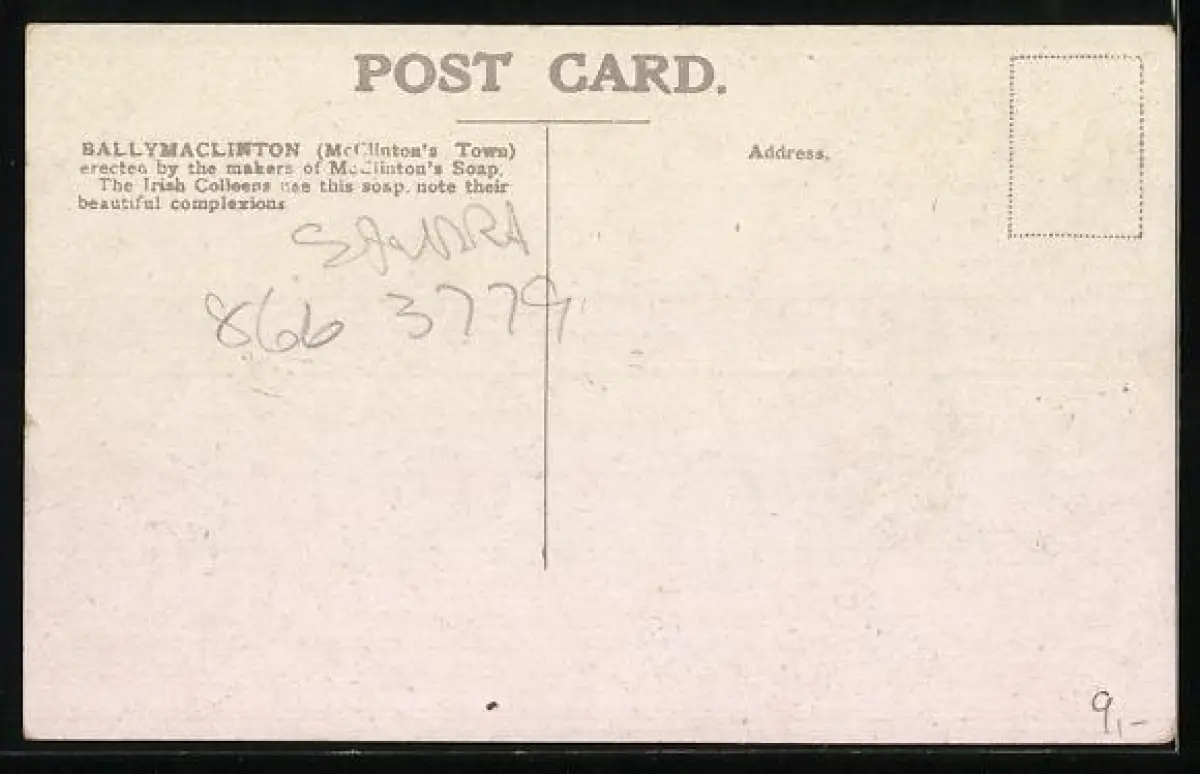 POST CARD.
BALLYMACLINTON (McClinton's Town)
erected by the makers of McClinton's Soap.
The Irish Colleens use this soap, note their
beautiful complexions
Address.
SANDRA
866 3779
9,-